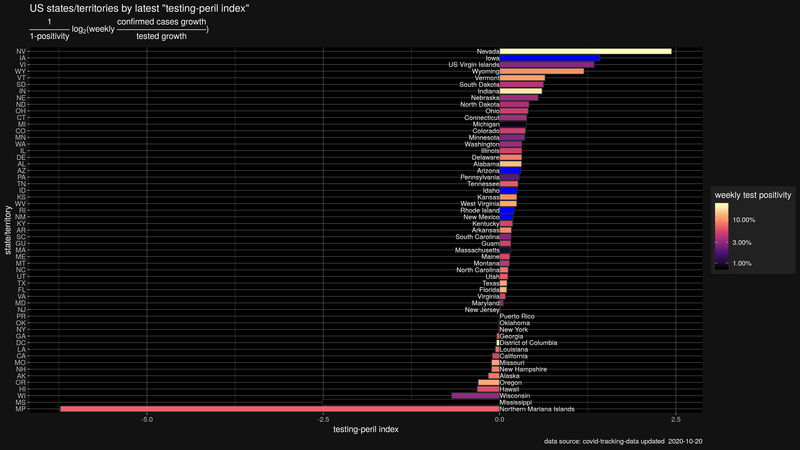 US states/territories by latest "testing-peril index"
1
1-positivity
log2(weekly
confirmed cases growth
tested growth
)
state/territory
NV Nevada
IA Iowa
VI US Virgin Islands
WY Wyoming
VT Vermont
SD South Dakota
IN Indiana
NE Nebraska
ND North Dakota
OH Ohio
CT Connecticut
MI Michigan
CO Colorado
MN Minnesota
WA Washington
IL Illinois
DE Delaware
AL Alabama
AZ Arizona
PA Pennsylvania
TN Tennessee
ID Idaho
KS Kansas
WV West Virginia
RI Rhode Island
NM New Mexico
KY Kentucky
AR Arkansas
SC South Carolina
GU Guam
MA Massachusetts
ME Maine
MT Montana
NC North Carolina
UT Utah
TX Texas
FL Florida
VA Virginia
MD Maryland
NJ New Jersey
PR Puerto Rico
OK Oklahoma
NY New York
GA Georgia
DC District of Columbia
LA Louisiana
CA California
MO Missouri
NH New Hampshire
AK Alaska
OR Oregon
HI Hawaii
WI Wisconsin
MS Mississippi
MP Northern Mariana Islands
-5.0 -2.5 0.0 2.5
testing-peril index
weekly test positivity
10.00%
3.00%
1.00%
data source: covid-tracking-data updated 2020-10-20